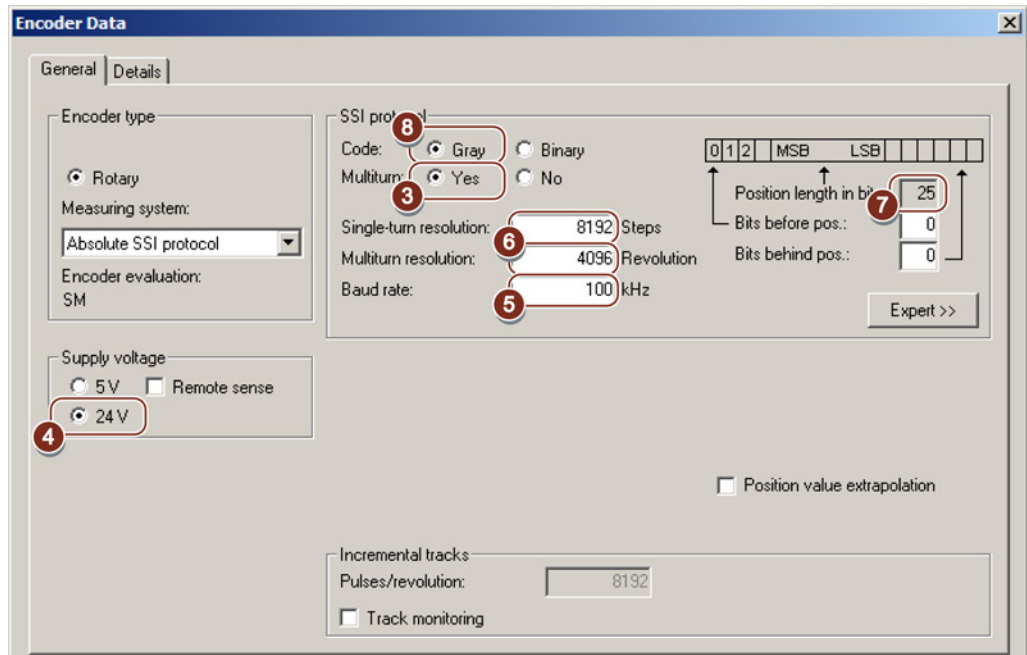 Encoder Data
General Details
Encoder type
Rotary
Measuring system:
Absolute SSI protocol
Encoder evaluation:
SM
Supply voltage
5 V Remote sense
24 V
4
SSI protocol
8
Code: Gray Binary
Multiturn: Yes No
3
Single-turn resolution: 8192 Steps
6
Multiturn resolution: 4096 Revolution
Baud rate: 100 kHz
5
0 1 2 MSB LSB
Position length in bit 25
7
Bits before pos.: 0
Bits behind pos.: 0
Expert >>
Position value extrapolation
Incremental tracks
Pulses/revolution: 8192
Track monitoring